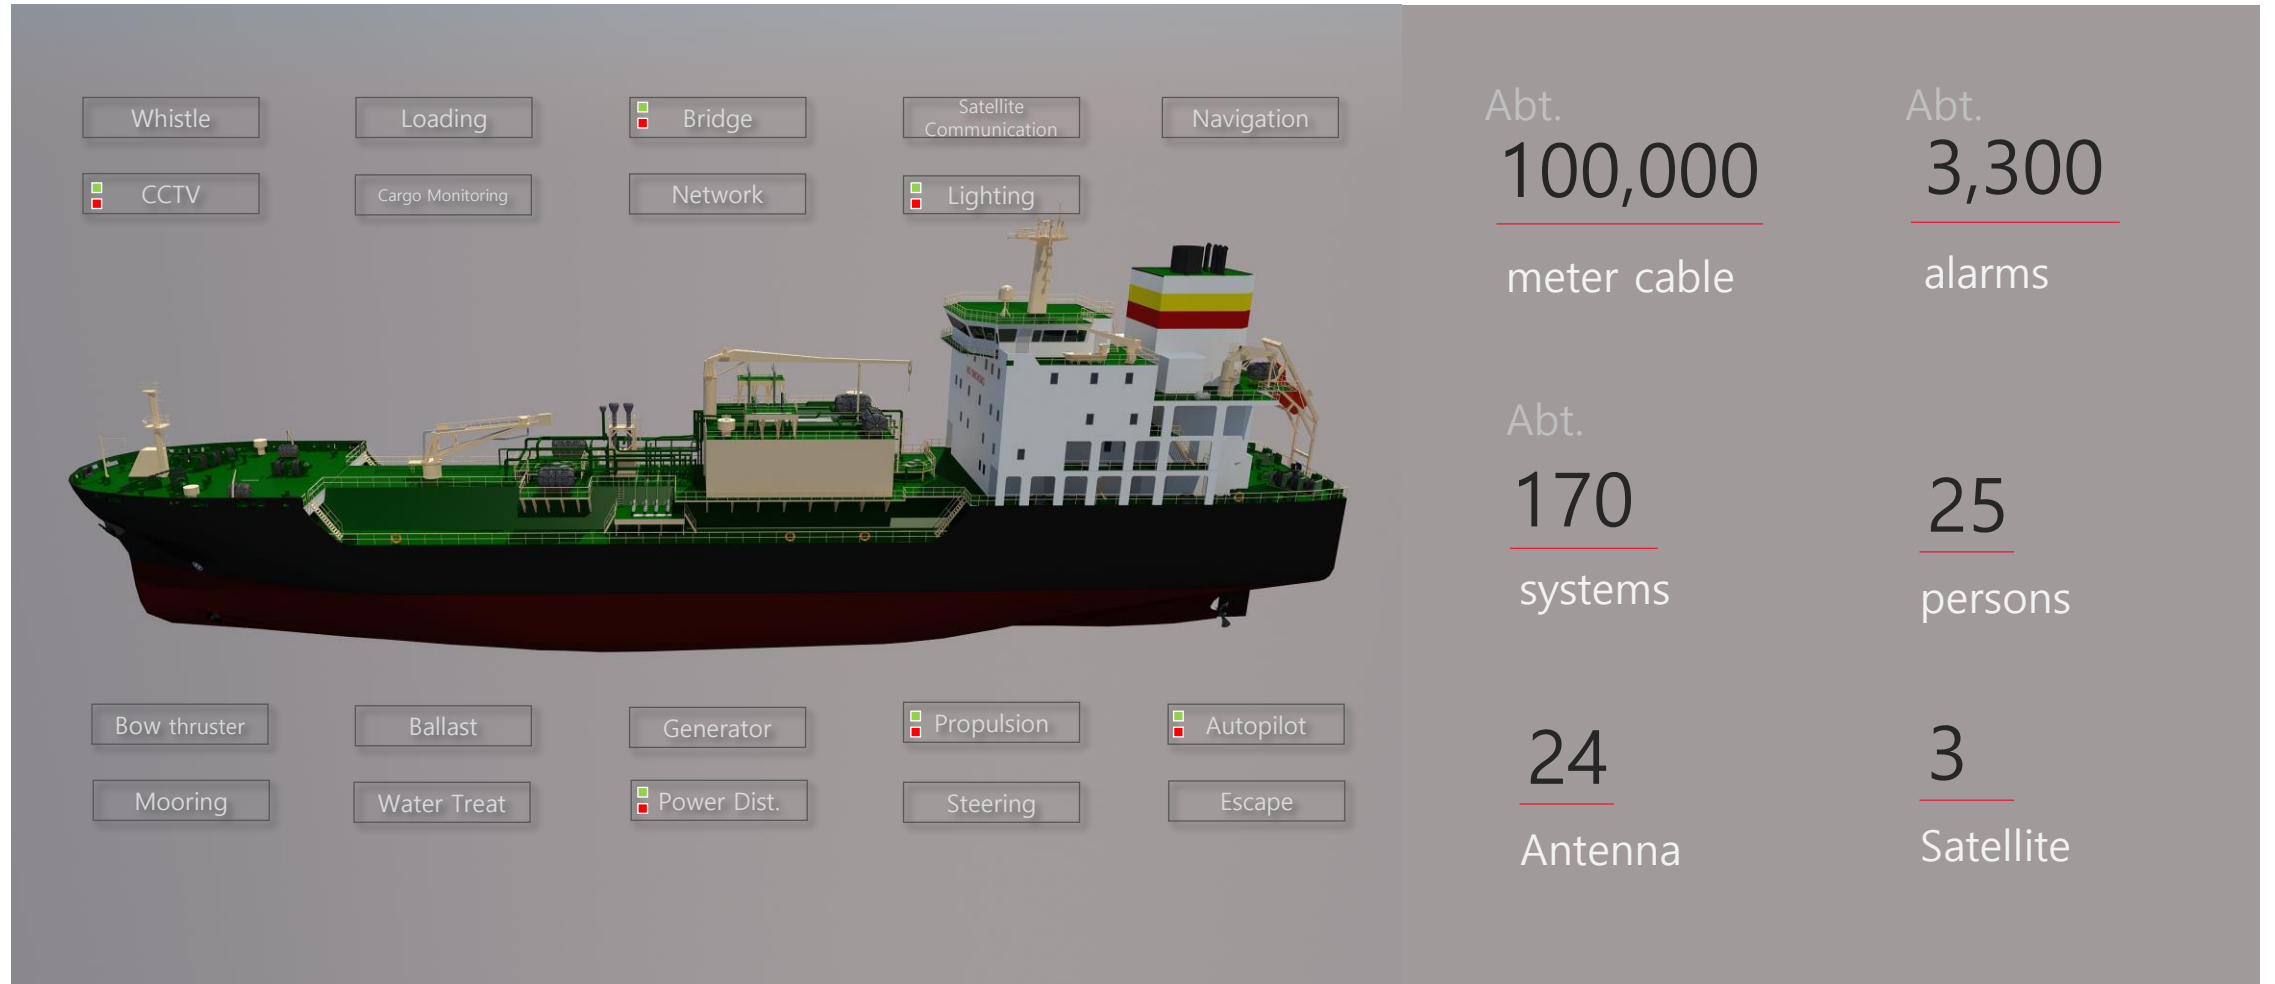 Whistle
Loading
Bridge
Satellite
Communication
Navigation
CCTV
Cargo Monitoring
Network
Lighting
Bow thruster
Ballast
Generator
Propulsion
Autopilot
Mooring
Water Treat
Power Dist.
Steering
Escape
Abt.
100,000
meter cable
Abt.
3,300
alarms
Abt.
170
systems
25
persons
24
Antenna
3
Satellite
NO SMOKING